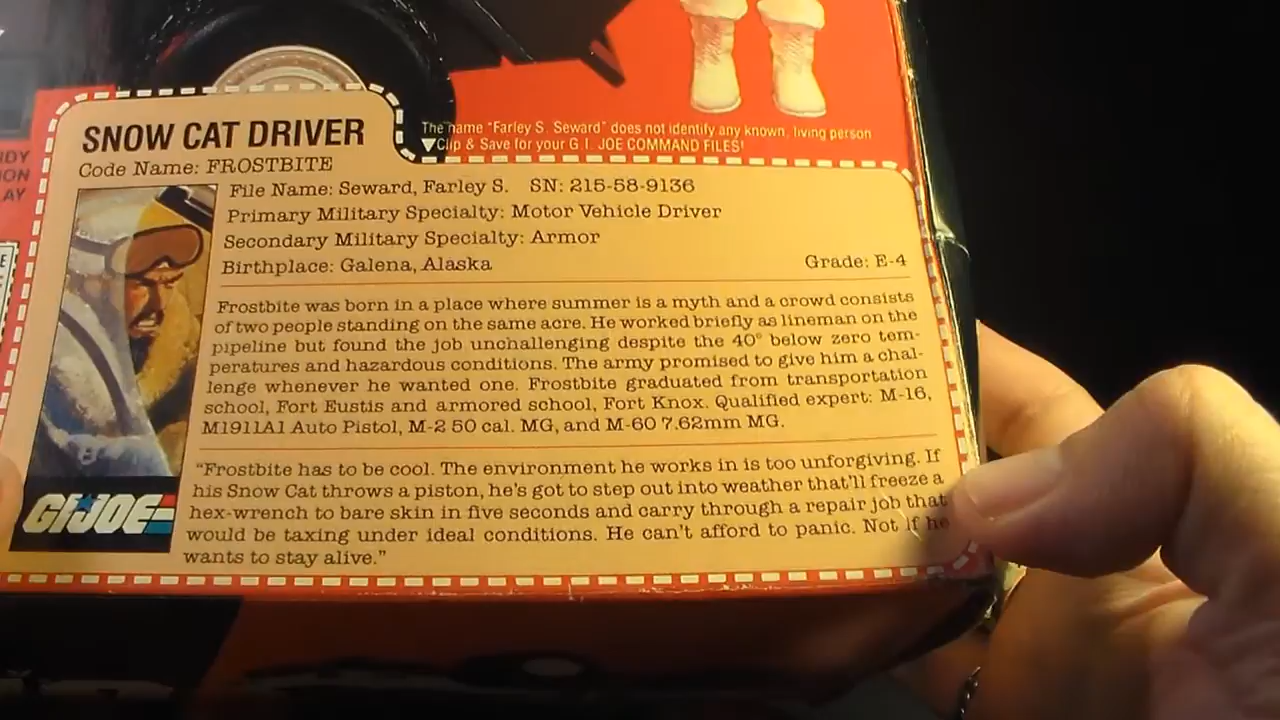 The name "Farley S. Seward" does not identify any known, living person
▼Clip & Save for your G.I. JOE COMMAND FILES!
SNOW CAT DRIVER
Code Name: FROSTBITE
File Name: Seward, Farley S. SN: 215-58-9136
Primary Military Specialty: Motor Vehicle Driver
Secondary Military Specialty: Armor
Birthplace: Galena, Alaska Grade: E-4
Frostbite was born in a place where summer is a myth and a crowd consists
of two people standing on the same acre. He worked briefly as lineman on the
pipeline but found the job unchallenging despite the 40° below zero tem-
peratures and hazardous conditions. The army promised to give him a chal-
lenge whenever he wanted one. Frostbite graduated from transportation
school, Fort Eustis and armored school, Fort Knox. Qualified expert: M-16,
M1911A1 Auto Pistol, M-2 50 cal. MG, and M-60 7.62mm MG.
"Frostbite has to be cool. The environment he works in is too unforgiving. If
his Snow Cat throws a piston, he's got to step out into weather that'll freeze a
hex-wrench to bare skin in five seconds and carry through a repair job that
would be taxing under ideal conditions. He can't afford to panic. Not if he
wants to stay alive."
GI JOE